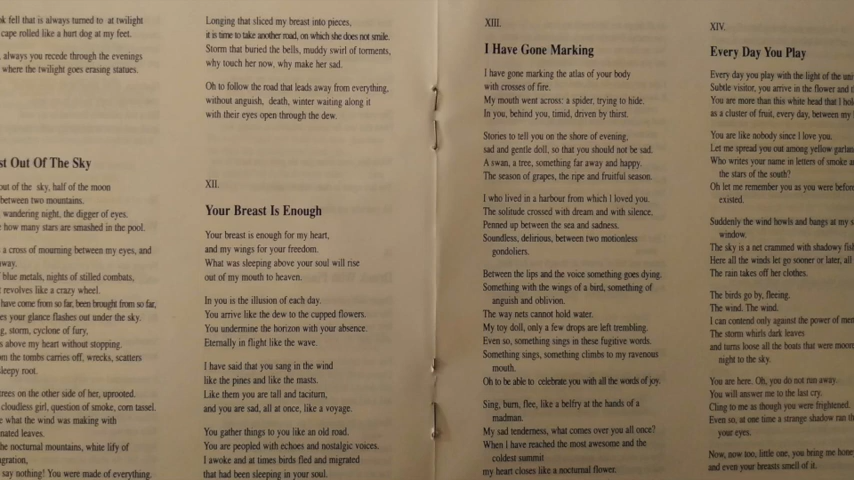 k fell that is always turned to at twilight
cape rolled like a hurt dog at my feet.
always you recede through the evenings
where the twilight goes erasing statues.
st Out Of The Sky
out of the sky, half of the moon
between two mountains.
wandering night, the digger of eyes.
how many stars are smashed in the pool.
a cross of mourning between my eyes, and
way.
blue metals, nights of stilled combats,
revolves like a crazy wheel.
have come from so far, been brought from so far,
es your glance flashes out under the sky.
g, storm, cyclone of fury,
s above my heart without stopping.
om the tombs carries off, wrecks, scatters
sleepy root.
trees on the other side of her, uprooted.
cloudless girl, question of smoke, corn tassel.
e what the wind was making with
nated leaves.
the nocturnal mountains, white lify of
gration,
say nothing! You were made of everything.
Longing that sliced my breast into pieces,
it is time to take another road, on which she does not smile.
Storm that buried the bells, muddy swirl of torments,
why touch her now, why make her sad.
Oh to follow the road that leads away from everything,
without anguish, death, winter waiting along it
with their eyes open through the dew.
XII.
Your Breast Is Enough
Your breast is enough for my heart,
and my wings for your freedom.
What was sleeping above your soul will rise
out of my mouth to heaven.
In you is the illusion of each day.
You arrive like the dew to the cupped flowers.
You undermine the horizon with your absence.
Eternally in flight like the wave.
I have said that you sang in the wind
like the pines and like the masts.
Like them you are tall and taciturn,
and you are sad, all at once, like a voyage.
You gather things to you like an old road.
You are peopled with echoes and nostalgic voices.
I awoke and at times birds fled and migrated
that had been sleeping in your soul.
XIII.
I Have Gone Marking
I have gone marking the atlas of your body
with crosses of fire.
My mouth went across: a spider, trying to hide.
In you, behind you, timid, driven by thirst.
Stories to tell you on the shore of evening,
sad and gentle doll, so that you should not be sad.
A swan, a tree, something far away and happy.
The season of grapes, the ripe and fruitful season.
I who lived in a harbour from which I loved you.
The solitude crossed with dream and with silence.
Penned up between the sea and sadness.
Soundless, delirious, between two motionless
gondoliers.
Between the lips and the voice something goes dying.
Something with the wings of a bird, something of
anguish and oblivion.
The way nets cannot hold water.
My toy doll, only a few drops are left trembling.
Even so, something sings in these fugitive words.
Something sings, something climbs to my ravenous
mouth.
Oh to be able to celebrate you with all the words of joy.
Sing, burn, flee, like a belfry at the hands of a
madman.
My sad tenderness, what comes over you all once?
When I have reached the most awesome and the
coldest summit
my heart closes like a nocturnal flower.
XIV.
Every Day You Play
Every day you play with the light of the uni
Subtle visitor, you arrive in the flower and t
You are more than this white head that I hol
as a cluster of fruit, every day, between my
You are like nobody since I love you.
Let me spread you out among yellow garlan
Who writes your name in letters of smoke a
the stars of the south?
Oh let me remember you as you were before
existed.
Suddenly the wind howls and bangs at my s
window.
The sky is a net crammed with shadowy fish
Here all the winds let go sooner or later, all
The rain takes off her clothes.
The birds go by, fleeing.
The wind. The wind.
I can contend only against the power of men
The storm whirls dark leaves
and turns loose all the boats that were moor
night to the sky.
You are here. Oh, you do not run away.
You will answer me to the last cry.
Cling to me as though you were frightened.
Even so, at one time a strange shadow ran th
your eyes.
Now, now too, little one, you bring me hone
and even your breasts smell of it.